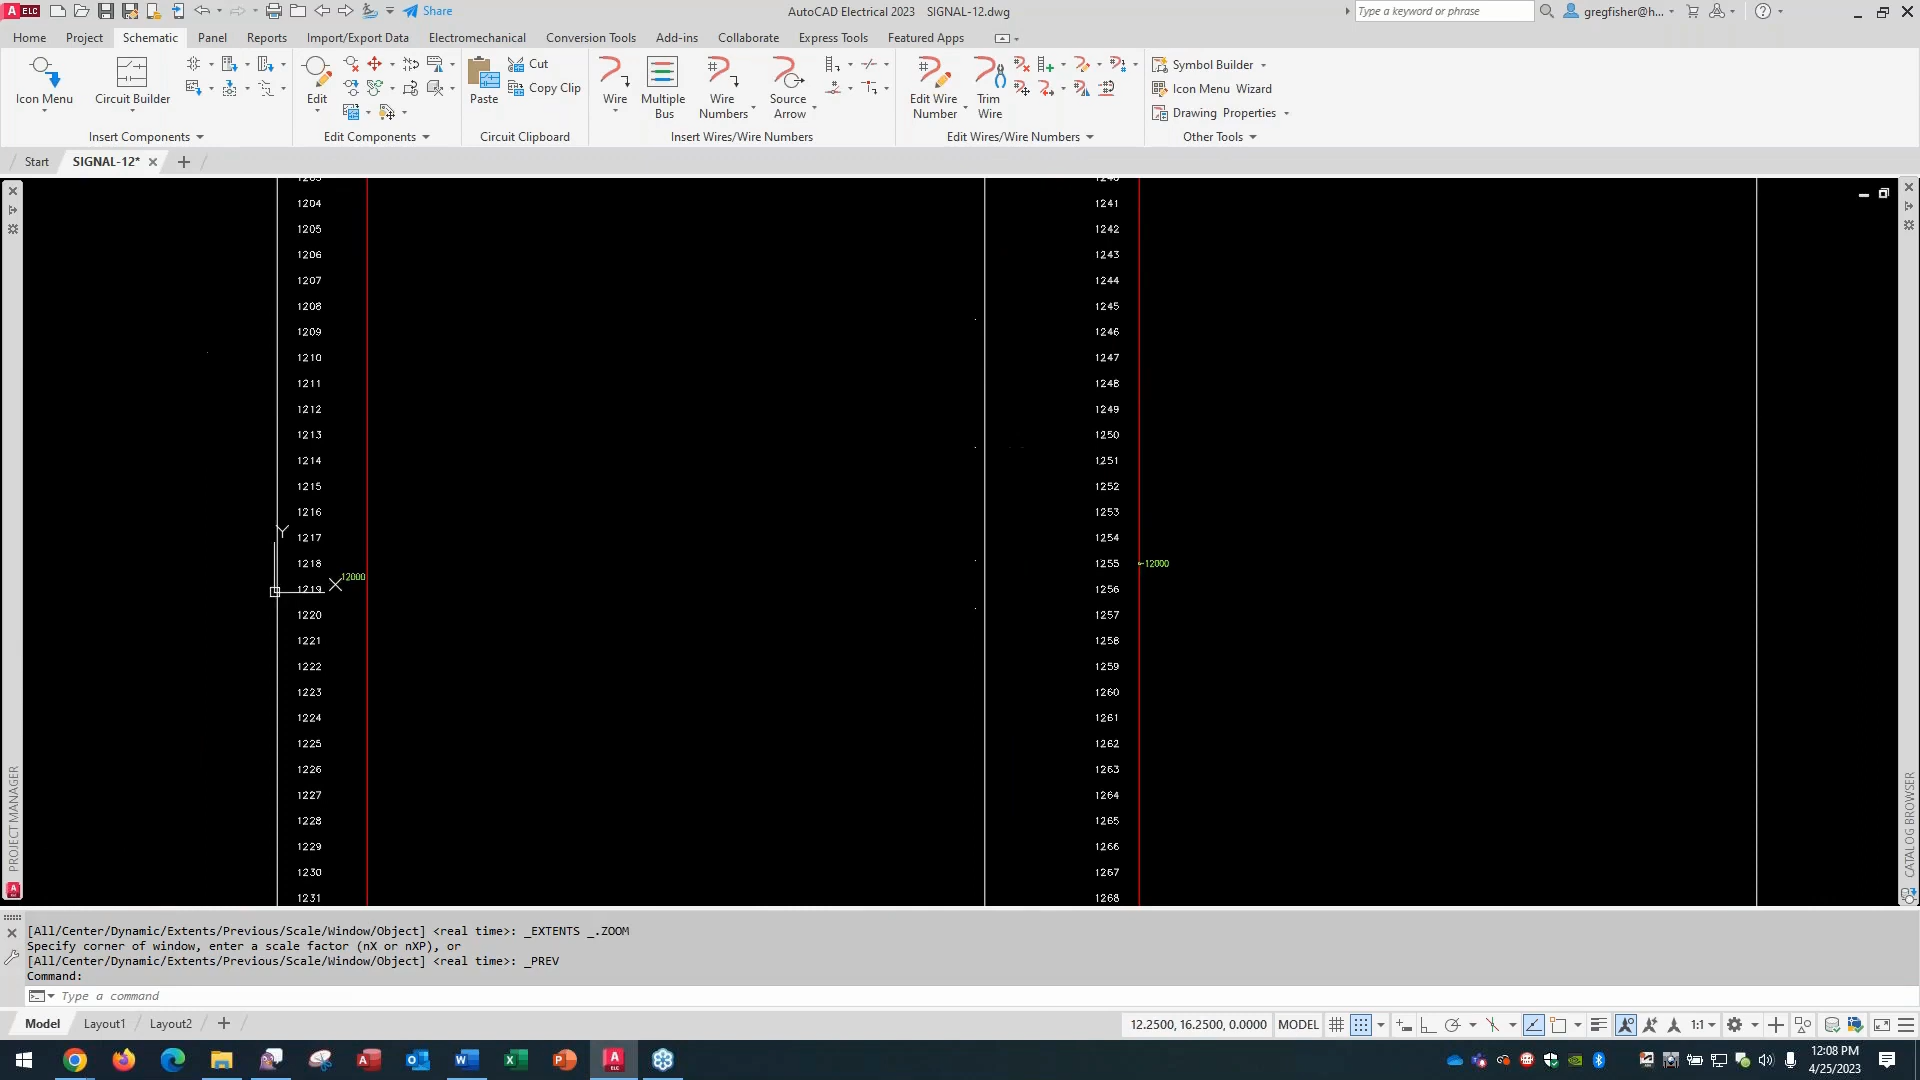 A ELC
Share
AutoCAD Electrical 2023 SIGNAL-12.dwg
Type a keyword or phrase
gregfisher@h...
Home Project Schematic Panel Reports Import/Export Data Electromechanical Conversion Tools Add-ins Collaborate Express Tools Featured Apps
Icon Menu
Circuit Builder
Edit
Paste
Cut
Copy Clip
Wire
Multiple Bus
Wire Numbers
Source Arrow
Edit Wire Number
Trim Wire
Symbol Builder
Icon Menu Wizard
Drawing Properties
Insert Components
Edit Components
Circuit Clipboard
Insert Wires/Wire Numbers
Edit Wires/Wire Numbers
Other Tools
Start
SIGNAL-12*
1204 1241
1205 1242
1206 1243
1207 1244
1208 1245
1209 1246
1210 1247
1211 1248
1212 1249
1213 1250
1214 1251
1215 1252
1216 1253
Y
1217 1254
1218 1255 12000
12000
1219 1256
1220 1257
1221 1258
1222 1259
1223 1260
1224 1261
1225 1262
1226 1263
1227 1264
1228 1265
1229 1266
1230 1267
1231 1268
PROJECT MANAGER
CATALOG BROWSER
[All/Center/Dynamic/Extents/Previous/Scale/Window/Object] <real time>: _EXTENTS _.ZOOM
Specify corner of window, enter a scale factor (nX or nXP), or
[All/Center/Dynamic/Extents/Previous/Scale/Window/Object] <real time>: _PREV
Command:
Type a command
Model Layout1 Layout2
12.2500, 16.2500, 0.0000 MODEL
1:1
12:08 PM
4/25/2023